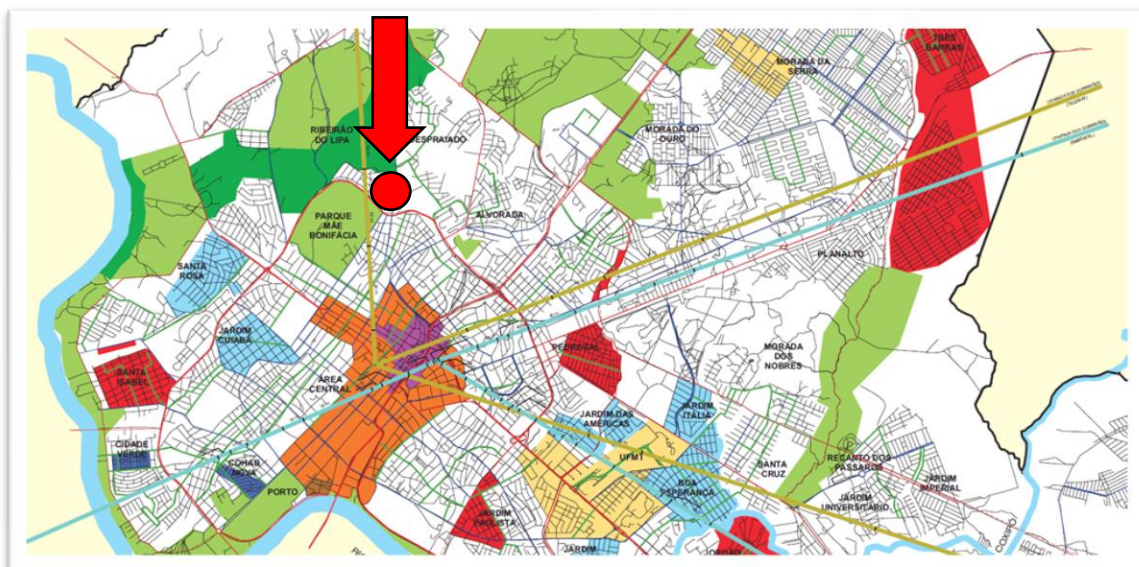 TRÊS
BARRAS
MORADA DA
SERRA
RIBEIRÃO
DO LIPA
DESPRAIADO
MORADA DO
OURO
PARQUE
MÃE
BONIFÁCIA
ALVORADA
PLANALTO
SANTA
ROSA
JARDIM
CUIABÁ
PEDREGAL
MORADA
DOS
NOBRES
SANTA
ISABEL
ÁREA
CENTRAL
JARDIM DAS
AMÉRICAS
JARDIM
ITÁLIA
CIDADE
VERDE
COHAB
NOVA
UFMT
SANTA
CRUZ
RECANTO DOS
PÁSSAROS
BOA
ESPERANÇA
JARDIM
IMPERIAL
PORTO
JARDIM
UNIVERSITÁRIO
JARDIM
PAULISTA
JARDIM
COXIPÓ